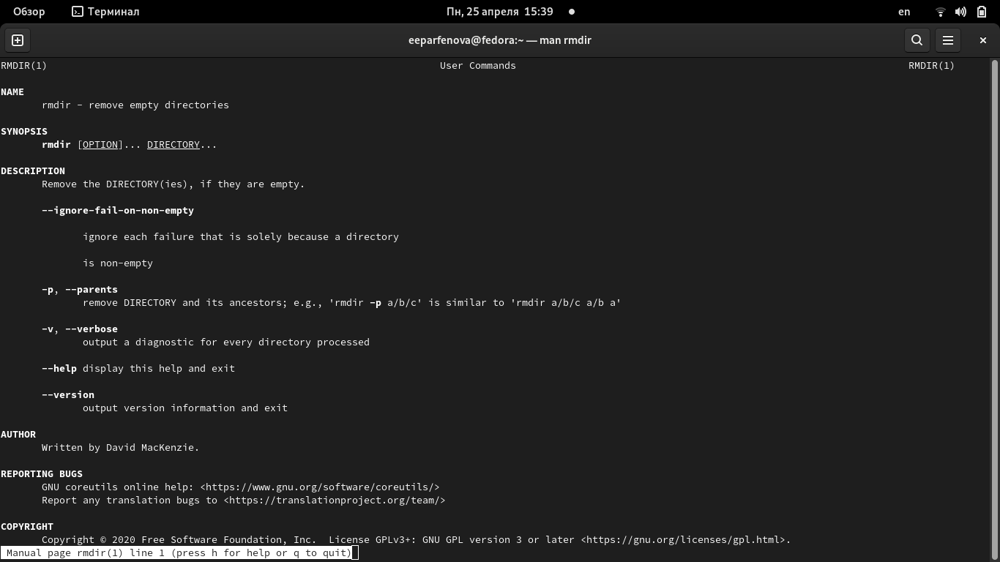 Обзор Терминал Пн, 25 апреля 15:39 en
eeparfenova@fedora:~ — man rmdir
RMDIR(1) User Commands RMDIR(1)
NAME
rmdir - remove empty directories
SYNOPSIS
rmdir [OPTION]... DIRECTORY...
DESCRIPTION
Remove the DIRECTORY(ies), if they are empty.
--ignore-fail-on-non-empty
ignore each failure that is solely because a directory
is non-empty
-p, --parents
remove DIRECTORY and its ancestors; e.g., 'rmdir -p a/b/c' is similar to 'rmdir a/b/c a/b a'
-v, --verbose
output a diagnostic for every directory processed
--help display this help and exit
--version
output version information and exit
AUTHOR
Written by David MacKenzie.
REPORTING BUGS
GNU coreutils online help: <https://www.gnu.org/software/coreutils/>
Report any translation bugs to <https://translationproject.org/team/>
COPYRIGHT
Copyright © 2020 Free Software Foundation, Inc. License GPLv3+: GNU GPL version 3 or later <https://gnu.org/licenses/gpl.html>.
Manual page rmdir(1) line 1 (press h for help or q to quit)